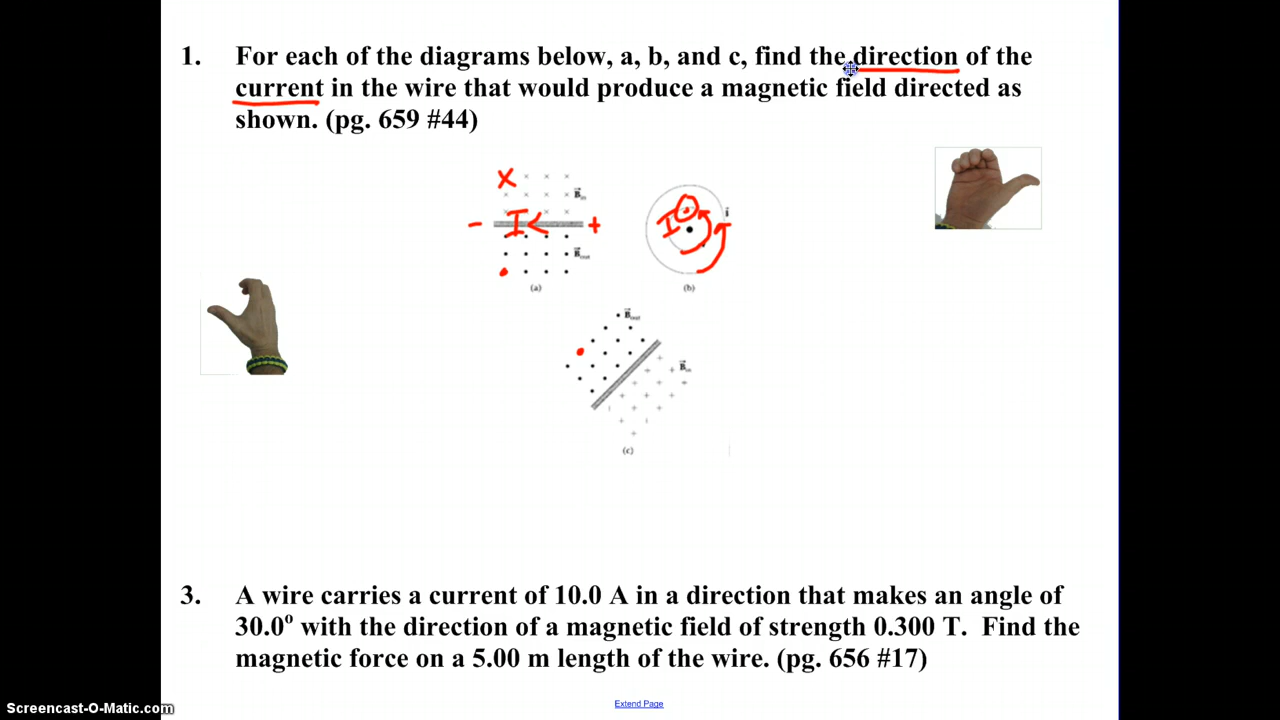 1. For each of the diagrams below, a, b, and c, find the direction of the
current in the wire that would produce a magnetic field directed as
shown. (pg. 659 #44)
X
B in
- I < +
I
B out
(a)
(b)
B out
B in
(c)
3. A wire carries a current of 10.0 A in a direction that makes an angle of
30.0º with the direction of a magnetic field of strength 0.300 T. Find the
magnetic force on a 5.00 m length of the wire. (pg. 656 #17)
Screencast-O-Matic.com
Extend Page